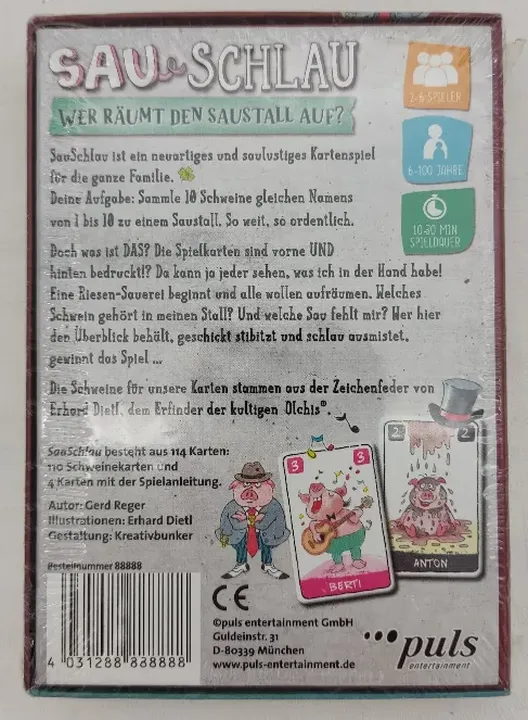 SAU SCHLAU
WER RÄUMT DEN SAUSTALL AUF?
2-6 SPIELER
6-100 JAHRE
10-20 MIN
SPIELDAUER
SauSchlau ist ein neuartiges und saulustiges Kartenspiel
für die ganze Familie.
Deine Aufgabe: Sammle 10 Schweine gleichen Namens
von 1 bis 10 zu einem Saustall. So weit, so ordentlich.
Doch was ist DAS? Die Spielkarten sind vorne UND
hinten bedruckt!? Da kann ja jeder sehen, was ich in der Hand habe!
Eine Riesen-Sauerei beginnt und alle wollen aufräumen. Welches
Schwein gehört in meinen Stall? Und welche Sau fehlt mir? Wer hier
den Überblick behält, geschickt stibitzt und schlau ausmistet,
gewinnt das Spiel ...
Die Schweine für unsere Karten stammen aus der Zeichenfeder von
Erhard Dietl, dem Erfinder der kultigen Olchis®.
SauSchlau besteht aus 114 Karten:
110 Schweinekarten und
4 Karten mit der Spielanleitung.
Autor: Gerd Reger
Illustrationen: Erhard Dietl
Gestaltung: Kreativbunker
3
3
BERTI
2
2
ANTON
Bestellnummer 88888
4 031288 888888
CE
©puls entertainment GmbH
Guldeinstr. 31
D-80339 München
www.puls-entertainment.de
puls
entertainment